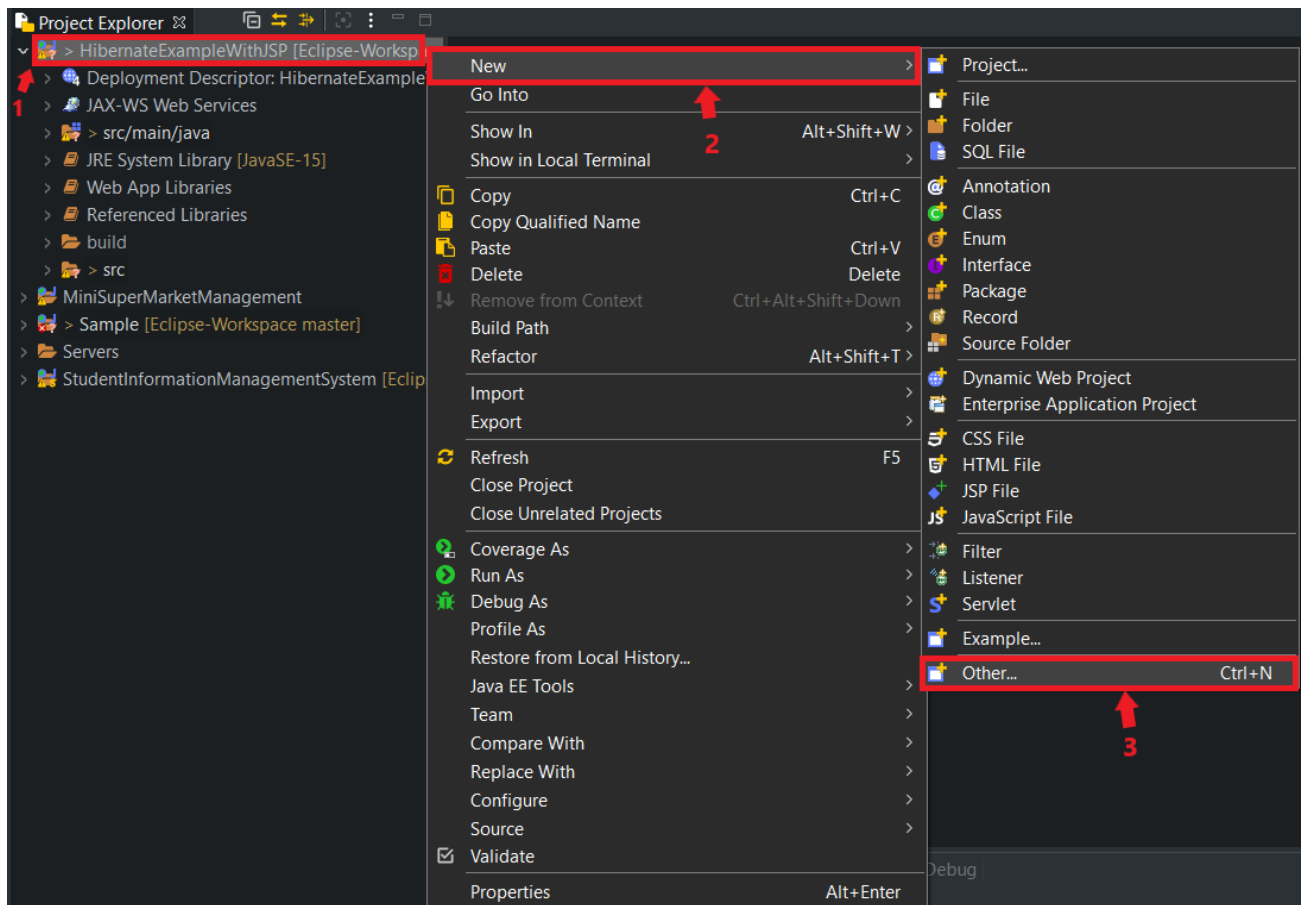 Project Explorer
> HibernateExampleWithJSP [Eclipse-Worksp
Deployment Descriptor: HibernateExample
JAX-WS Web Services
> src/main/java
JRE System Library [JavaSE-15]
Web App Libraries
Referenced Libraries
build
> src
MiniSuperMarketManagement
> Sample [Eclipse-Workspace master]
Servers
StudentInformationManagementSystem [Eclip
1
New
Go Into
2
Show In Alt+Shift+W >
Show in Local Terminal
Copy Ctrl+C
Copy Qualified Name
Paste Ctrl+V
Delete Delete
Remove from Context Ctrl+Alt+Shift+Down
Build Path
Refactor Alt+Shift+T >
Import
Export
Refresh F5
Close Project
Close Unrelated Projects
Coverage As
Run As
Debug As
Profile As
Restore from Local History...
Java EE Tools
Team
Compare With
Replace With
Configure
Source
Validate
Properties Alt+Enter
Project...
File
Folder
SQL File
Annotation
Class
Enum
Interface
Package
Record
Source Folder
Dynamic Web Project
Enterprise Application Project
CSS File
HTML File
JSP File
JavaScript File
Filter
Listener
Servlet
Example...
Other... Ctrl+N
3
Debug